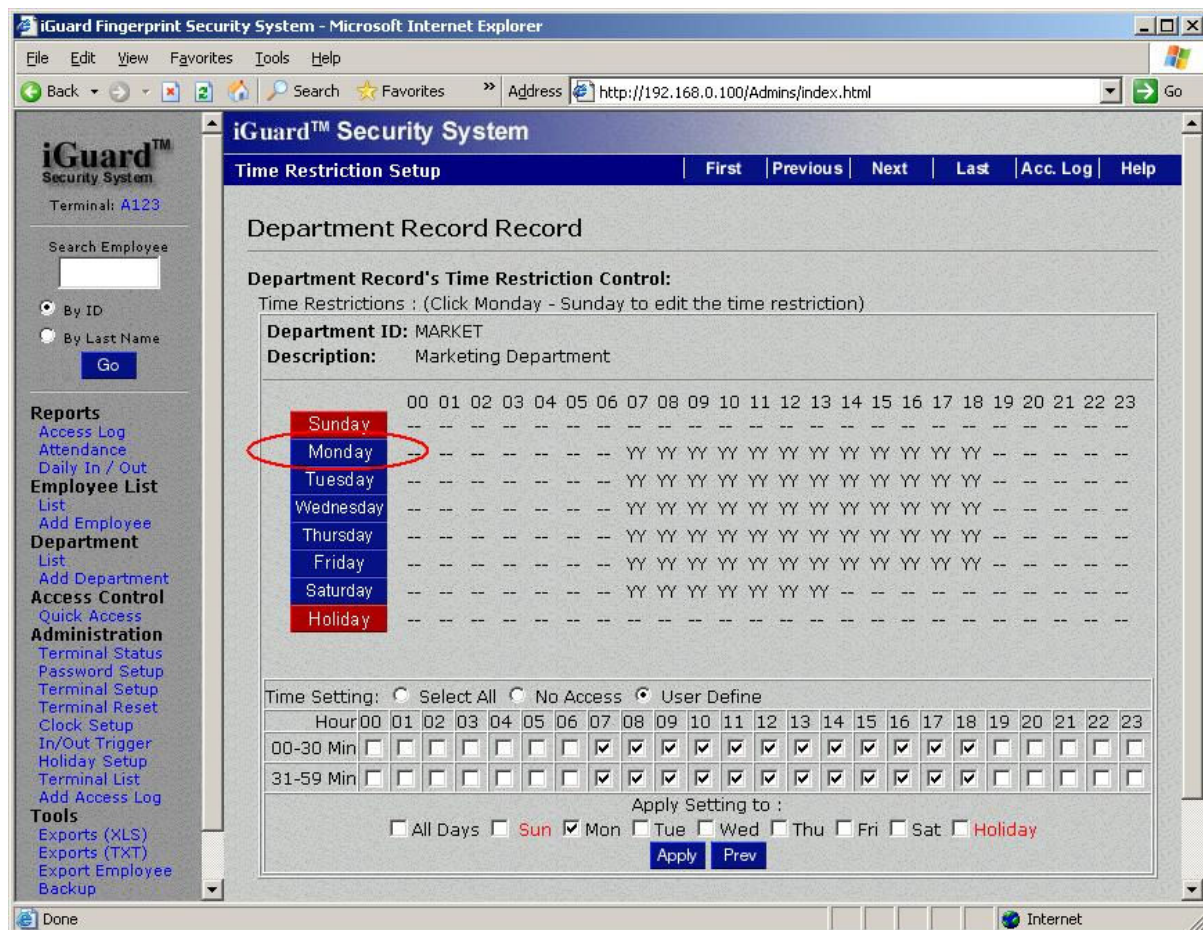 iGuard Fingerprint Security System - Microsoft Internet Explorer
File Edit View Favorites Tools Help
Back Search Favorites » Address http://192.168.0.100/Admins/index.html Go
iGuard™
Security System
Terminal: A123
Search Employee
By ID
By Last Name
Go
Reports
Access Log
Attendance
Daily In / Out
Employee List
List
Add Employee
Department
List
Add Department
Access Control
Quick Access
Administration
Terminal Status
Password Setup
Terminal Setup
Terminal Reset
Clock Setup
In/Out Trigger
Holiday Setup
Terminal List
Add Access Log
Tools
Exports (XLS)
Exports (TXT)
Export Employee
Backup
iGuard™ Security System
Time Restriction Setup | First | Previous | Next | Last | Acc. Log | Help
Department Record Record
Department Record's Time Restriction Control:
Time Restrictions : (Click Monday - Sunday to edit the time restriction)
Department ID: MARKET
Description: Marketing Department
00 01 02 03 04 05 06 07 08 09 10 11 12 13 14 15 16 17 18 19 20 21 22 23
Sunday -- -- -- -- -- -- -- -- -- -- -- -- -- -- -- -- -- -- -- -- -- -- -- --
Monday -- -- -- -- -- -- -- YY YY YY YY YY YY YY YY YY YY YY YY -- -- -- -- --
Tuesday -- -- -- -- -- -- -- YY YY YY YY YY YY YY YY YY YY YY YY -- -- -- -- --
Wednesday -- -- -- -- -- -- -- YY YY YY YY YY YY YY YY YY YY YY YY -- -- -- -- --
Thursday -- -- -- -- -- -- -- YY YY YY YY YY YY YY YY YY YY YY YY -- -- -- -- --
Friday -- -- -- -- -- -- -- YY YY YY YY YY YY YY YY YY YY YY YY -- -- -- -- --
Saturday -- -- -- -- -- -- -- YY YY YY YY YY YY YY -- -- -- -- -- -- -- -- -- --
Holiday -- -- -- -- -- -- -- -- -- -- -- -- -- -- -- -- -- -- -- -- -- -- -- --
Time Setting: Select All No Access User Define
Hour 00 01 02 03 04 05 06 07 08 09 10 11 12 13 14 15 16 17 18 19 20 21 22 23
00-30 Min
31-59 Min
Apply Setting to :
All Days Sun Mon Tue Wed Thu Fri Sat Holiday
Apply Prev
Done Internet